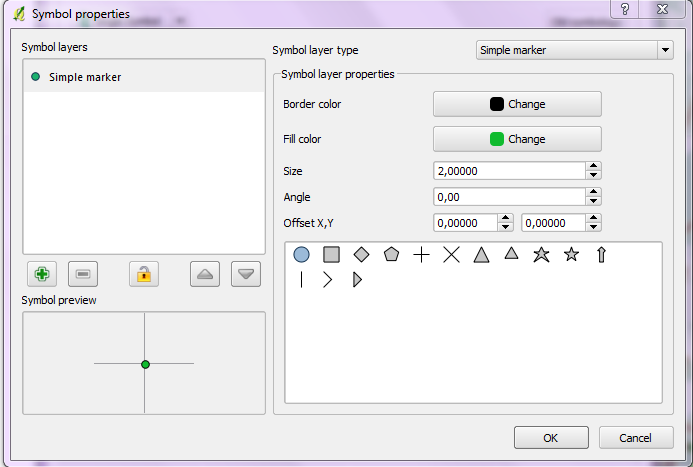 Symbol properties
Symbol layers
Simple marker
Symbol layer type
Simple marker
Symbol layer properties
Border color
Change
Fill color
Change
Size
2,00000
Angle
0,00
Offset X,Y
0,00000
0,00000
Symbol preview
OK
Cancel